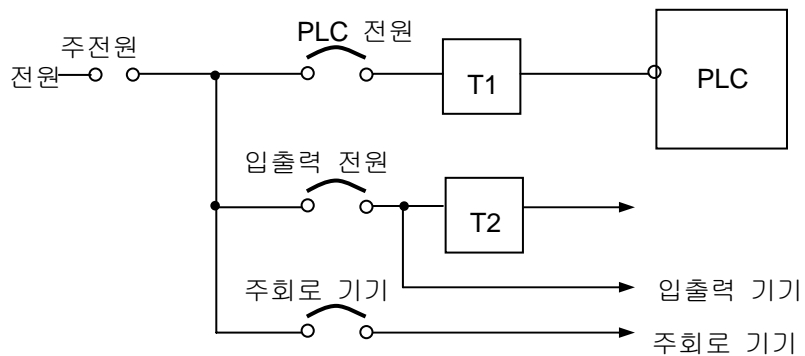 PLC 전원
주전원
전원
T1
PLC
입출력 전원
T2
주회로 기기
입출력 기기
주회로 기기